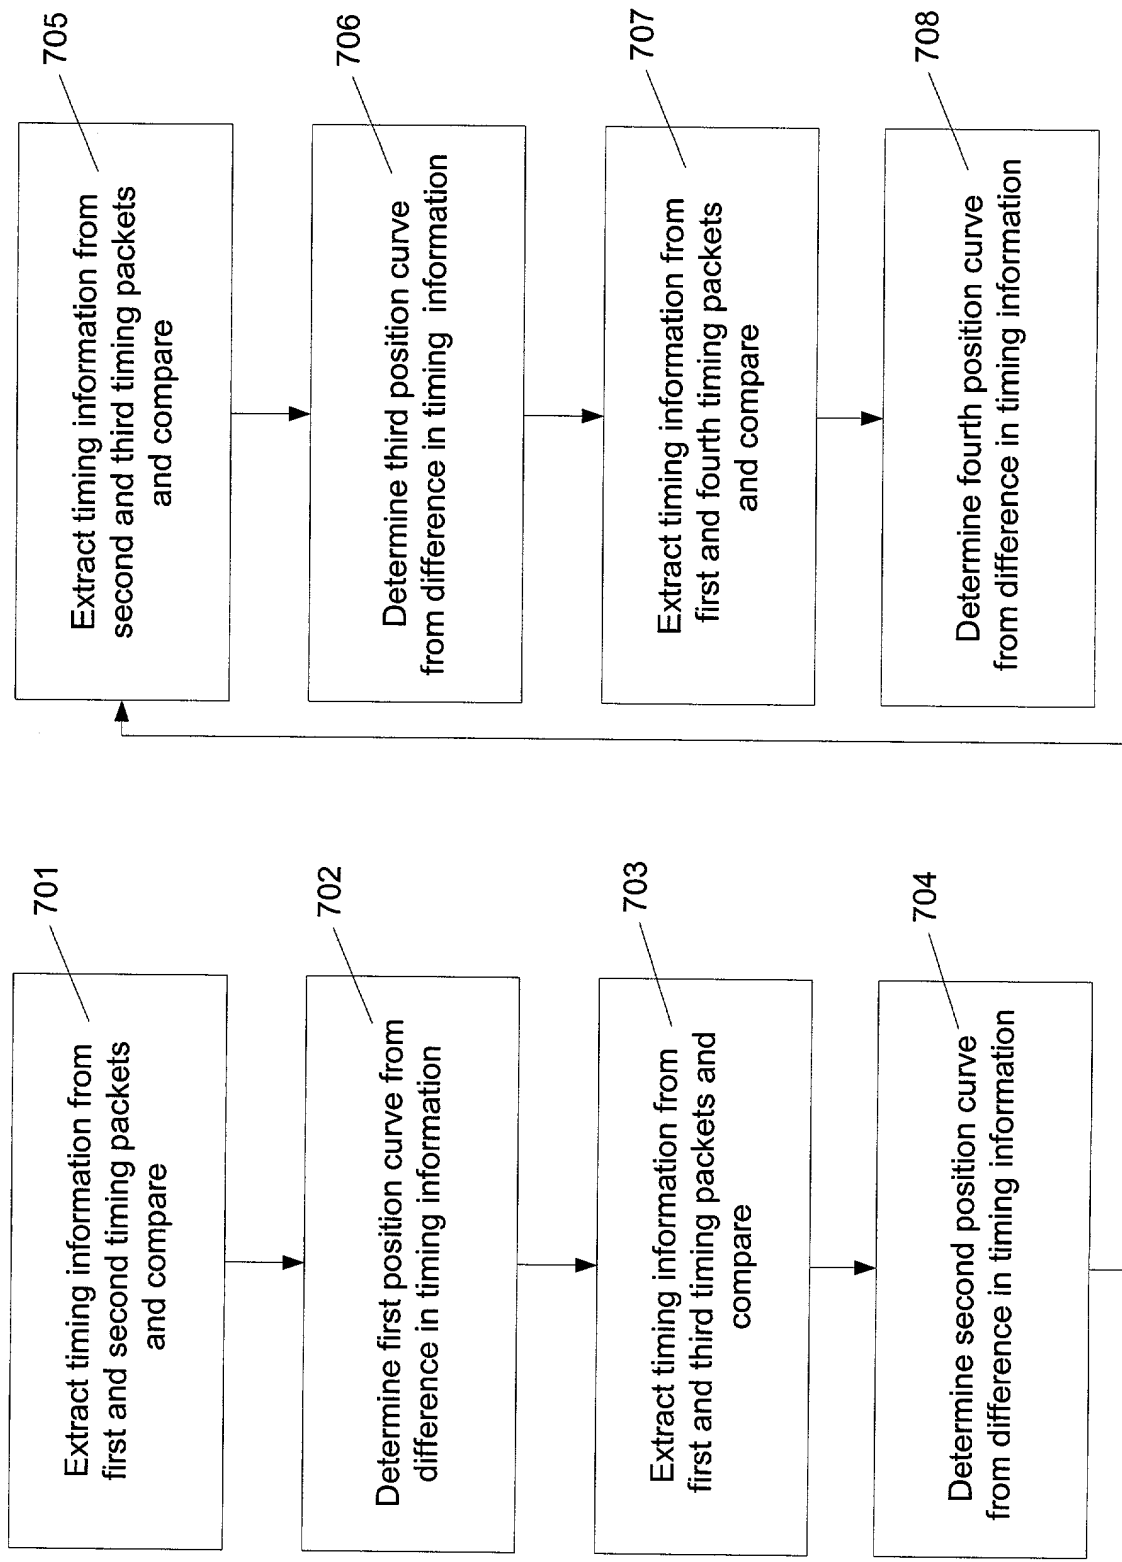 701
Extract timing information from
first and second timing packets
and compare
702
Determine first position curve from
difference in timing information
703
Extract timing information from
first and third timing packets and
compare
704
Determine second position curve
from difference in timing information
705
Extract timing information from
second and third timing packets
and compare
706
Determine third position curve
from difference in timing information
707
Extract timing information from
first and fourth timing packets
and compare
708
Determine fourth position curve
from difference in timing information